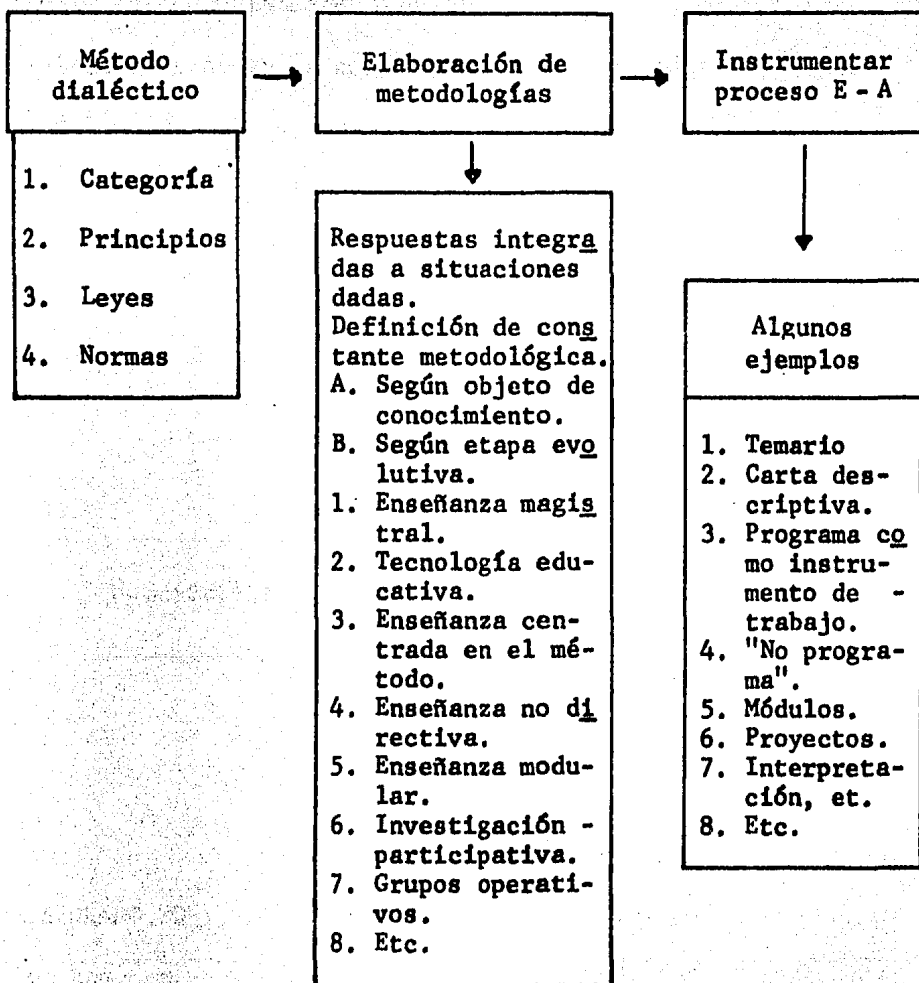 Método
dialéctico
Elaboración de
metodologías
Instrumentar
proceso E - A
1. Categoría
2. Principios
3. Leyes
4. Normas
Respuestas integra
das a situaciones
dadas.
Definición de cons
tante metodológica.
A. Según objeto de
conocimiento.
B. Según etapa evo
lutiva.
1. Enseñanza magis
tral.
2. Tecnología edu-
cativa.
3. Enseñanza cen-
trada en el mé-
todo.
4. Enseñanza no di
rectiva.
5. Enseñanza modu-
lar.
6. Investigación -
participativa.
7. Grupos operati-
vos.
8. Etc.
Algunos
ejemplos
1. Temario
2. Carta des-
criptiva.
3. Programa co
mo instru-
mento de -
trabajo.
4. "No progra-
ma".
5. Módulos.
6. Proyectos.
7. Interpreta-
ción, et.
8. Etc.